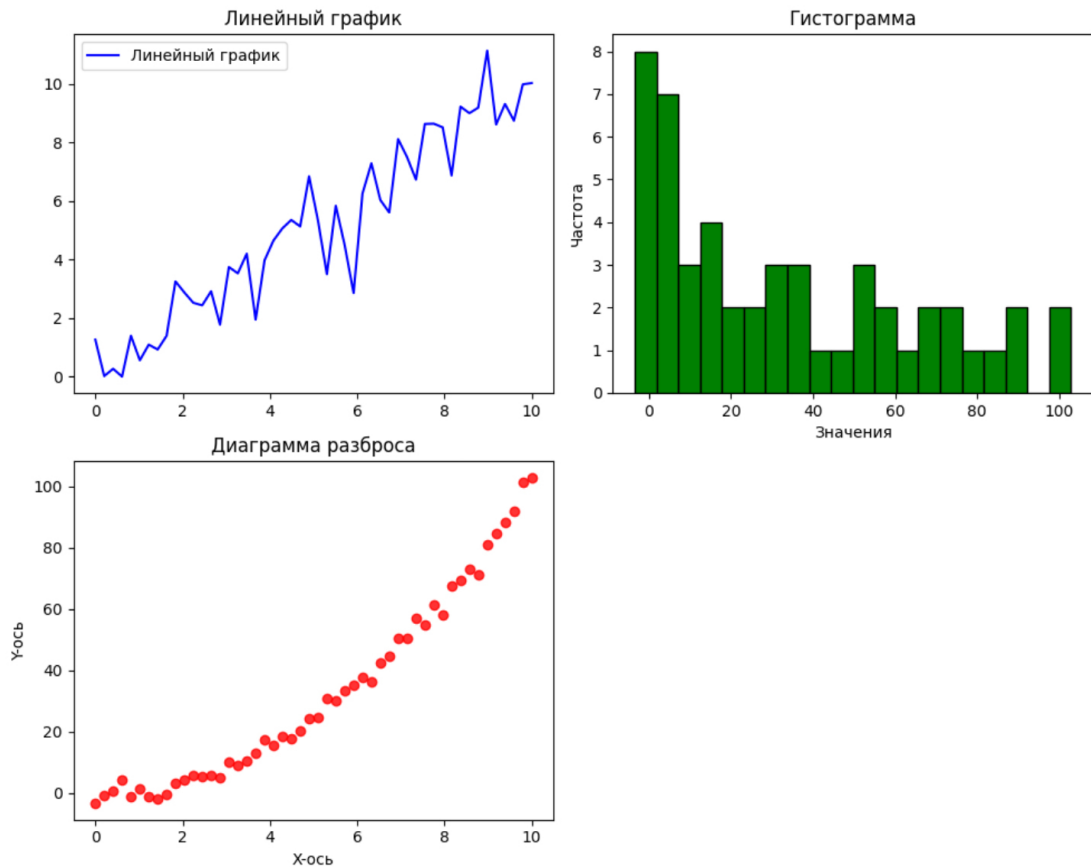 Линейный график
Линейный график
10
8
6
4
2
0
0 2 4 6 8 10
Гистограмма
8
7
6
5
4
3
2
1
0
Частота
0 20 40 60 80 100
Значения
Диаграмма разброса
100
80
60
40
20
0
Y-ось
0 2 4 6 8 10
X-ось